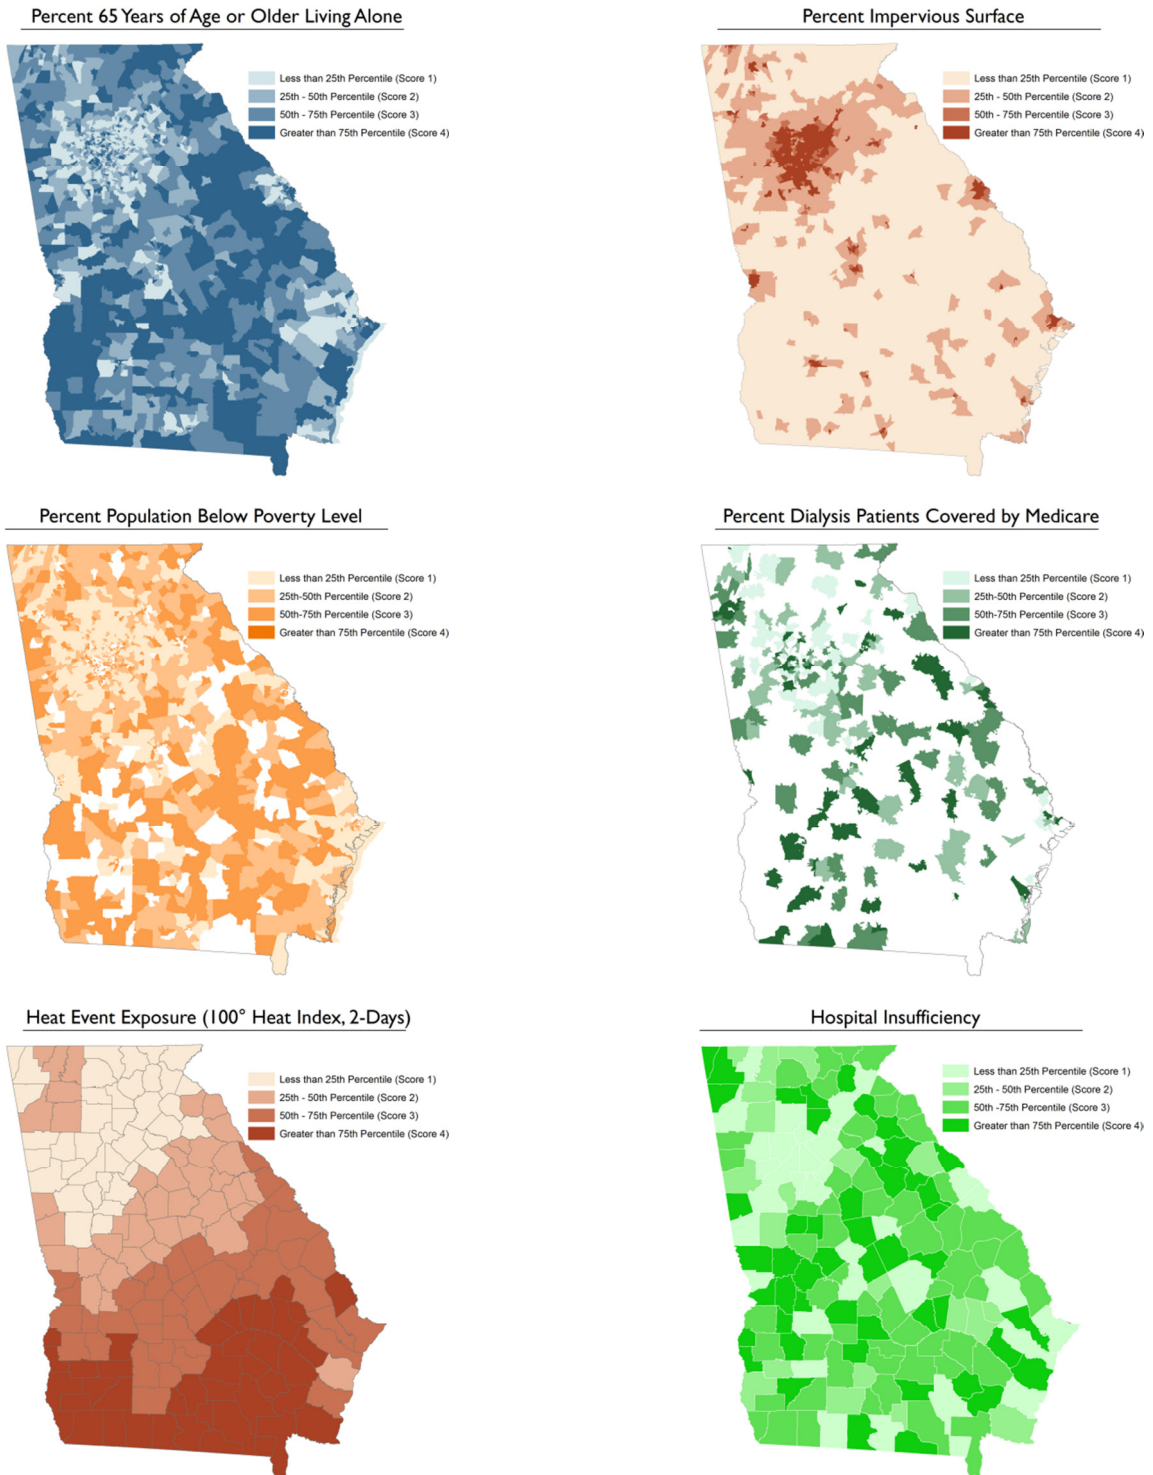 Percent 65 Years of Age or Older Living Alone
Less than 25th Percentile (Score 1)
25th - 50th Percentile (Score 2)
50th - 75th Percentile (Score 3)
Greater than 75th Percentile (Score 4)
Percent Impervious Surface
Less than 25th Percentile (Score 1)
25th - 50th Percentile (Score 2)
50th - 75th Percentile (Score 3)
Greater than 75th Percentile (Score 4)
Percent Population Below Poverty Level
Less than 25th Percentile (Score 1)
25th-50th Percentile (Score 2)
50th-75th Percentile (Score 3)
Greater than 75th Percentile (Score 4)
Percent Dialysis Patients Covered by Medicare
Less than 25th Percentile (Score 1)
25th-50th Percentile (Score 2)
50th-75th Percentile (Score 3)
Greater than 75th Percentile (Score 4)
Heat Event Exposure (100° Heat Index, 2-Days)
Less than 25th Percentile (Score 1)
25th - 50th Percentile (Score 2)
50th - 75th Percentile (Score 3)
Greater than 75th Percentile (Score 4)
Hospital Insufficiency
Less than 25th Percentile (Score 1)
25th - 50th Percentile (Score 2)
50th -75th Percentile (Score 3)
Greater than 75th Percentile (Score 4)